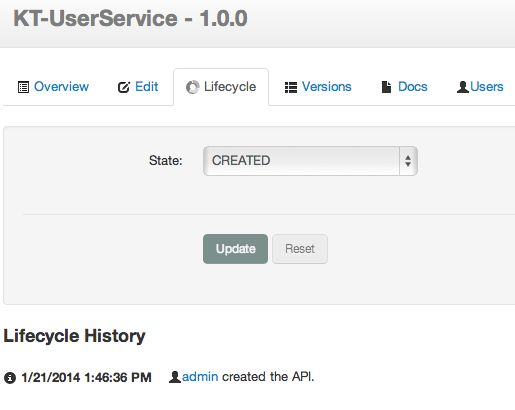 KT-UserService - 1.0.0
Overview Edit Lifecycle Versions Docs Users
State: CREATED
Update Reset
Lifecycle History
1/21/2014 1:46:36 PM admin created the API.